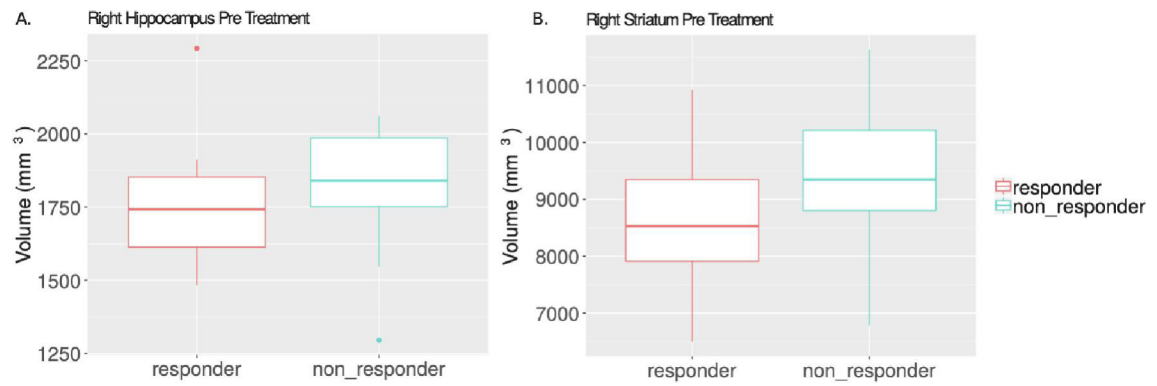 A. Right Hippocampus Pre Treatment
Volume (mm 3 )
2250
2000
1750
1500
1250
responder non_responder
B. Right Striatum Pre Treatment
Volume (mm 3 )
11000
10000
9000
8000
7000
responder non_responder
responder
non_responder